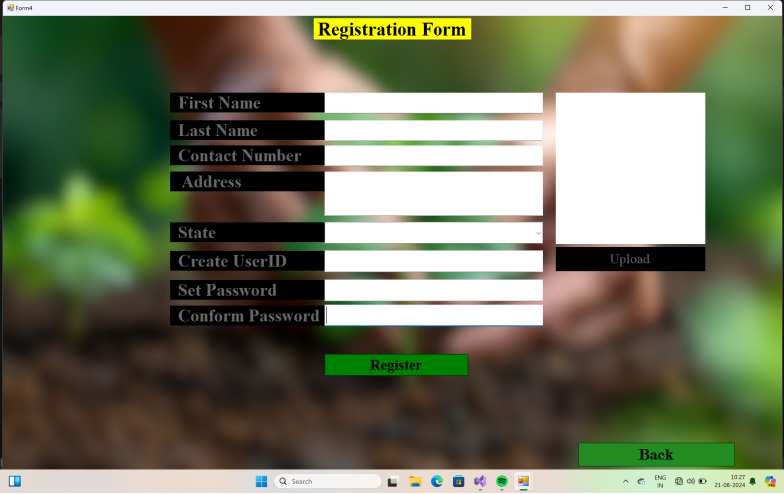 Form4
Registration Form
First Name
Last Name
Contact Number
Address
State
Create UserID
Set Password
Conform Password
Upload
Register
Back
Search
ENG
IN
10:27
21-08-2024